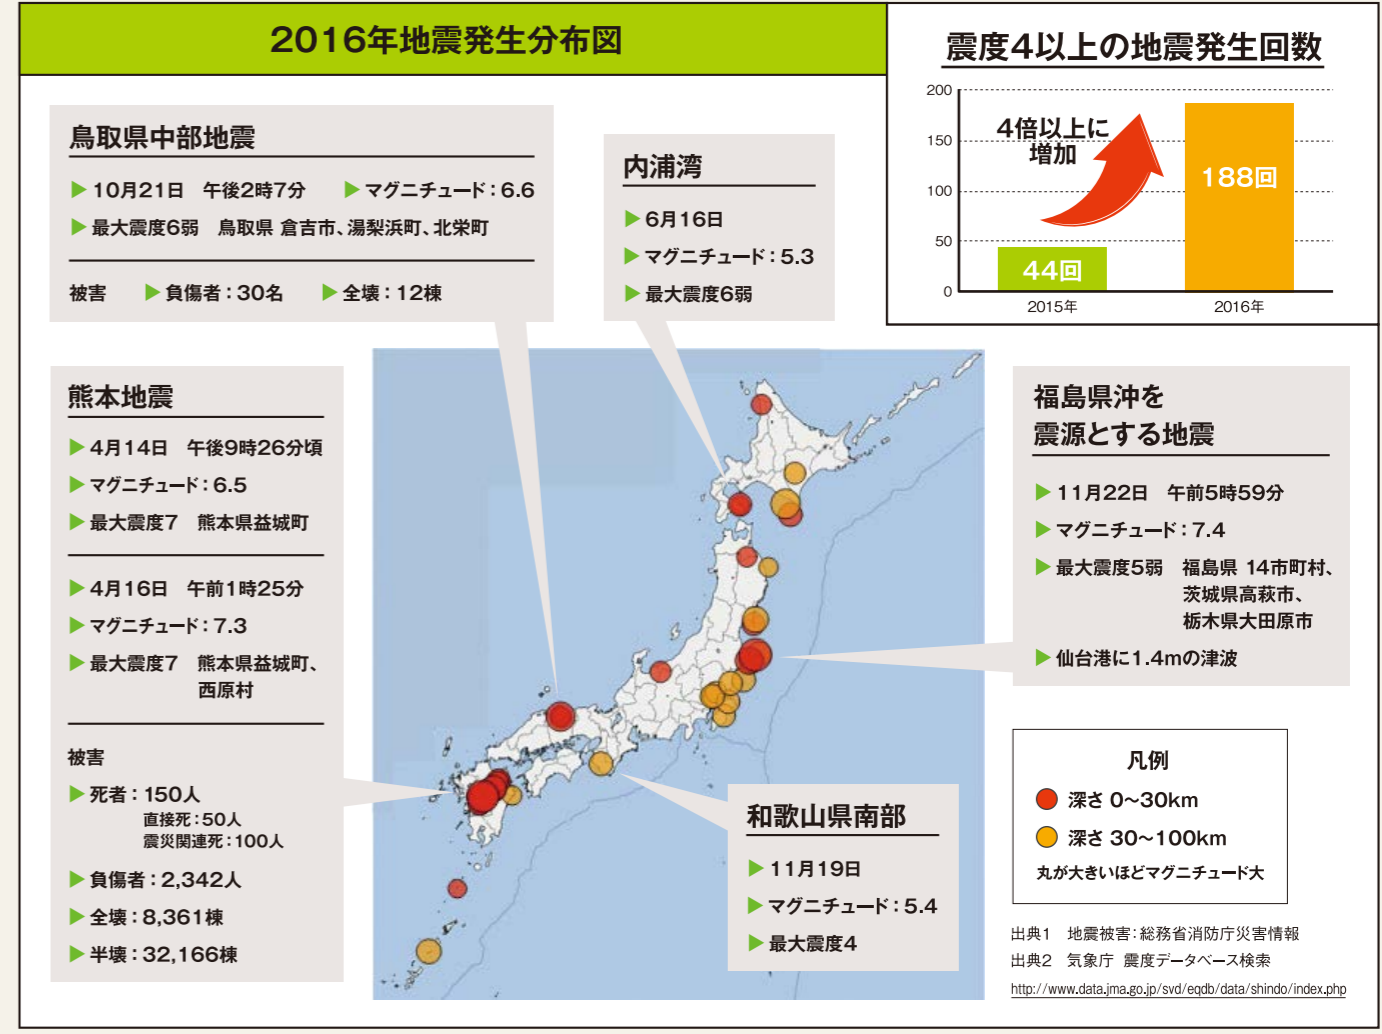 2016年地震発生分布図
震度4以上の地震発生回数
200
150
100
50
0
4倍以上に
増加
44回
188回
2015年
2016年
鳥取県中部地震
▶10月21日 午後2時7分 ▶マグニチュード：6.6
▶最大震度6弱 鳥取県 倉吉市、湯梨浜町、北栄町
被害 ▶負傷者：30名 ▶全壊：12棟
内浦湾
▶6月16日
▶マグニチュード：5.3
▶最大震度6弱
熊本地震
▶4月14日 午後9時26分頃
▶マグニチュード：6.5
▶最大震度7 熊本県益城町
▶4月16日 午前1時25分
▶マグニチュード：7.3
▶最大震度7 熊本県益城町、
西原村
被害
▶死者：150人
直接死：50人
震災関連死：100人
▶負傷者：2,342人
▶全壊：8,361棟
▶半壊：32,166棟
福島県沖を
震源とする地震
▶11月22日 午前5時59分
▶マグニチュード：7.4
▶最大震度5弱 福島県 14市町村、
茨城県高萩市、
栃木県大田原市
▶仙台港に1.4mの津波
和歌山県南部
▶11月19日
▶マグニチュード：5.4
▶最大震度4
凡例
深さ 0〜30km
深さ 30〜100km
丸が大きいほどマグニチュード大
出典1 地震被害：総務省消防庁災害情報
出典2 気象庁 震度データベース検索
http://www.data.jma.go.jp/svd/eqdb/data/shindo/index.php